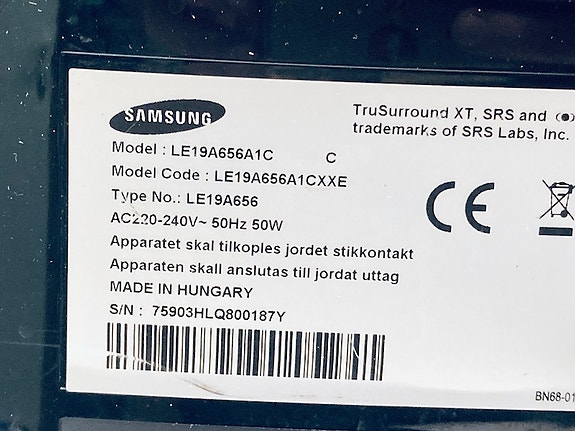 SAMSUNG
TruSurround XT, SRS and
trademarks of SRS Labs, Inc.
Model : LE19A656A1C C
Model Code : LE19A656A1CXXE
Type No.: LE19A656
AC220-240V~ 50Hz 50W
Apparatet skal tilkoples jordet stikkontakt
Apparaten skall anslutas till jordat uttag
MADE IN HUNGARY
S/N : 75903HLQ800187Y
CE
BN68-01